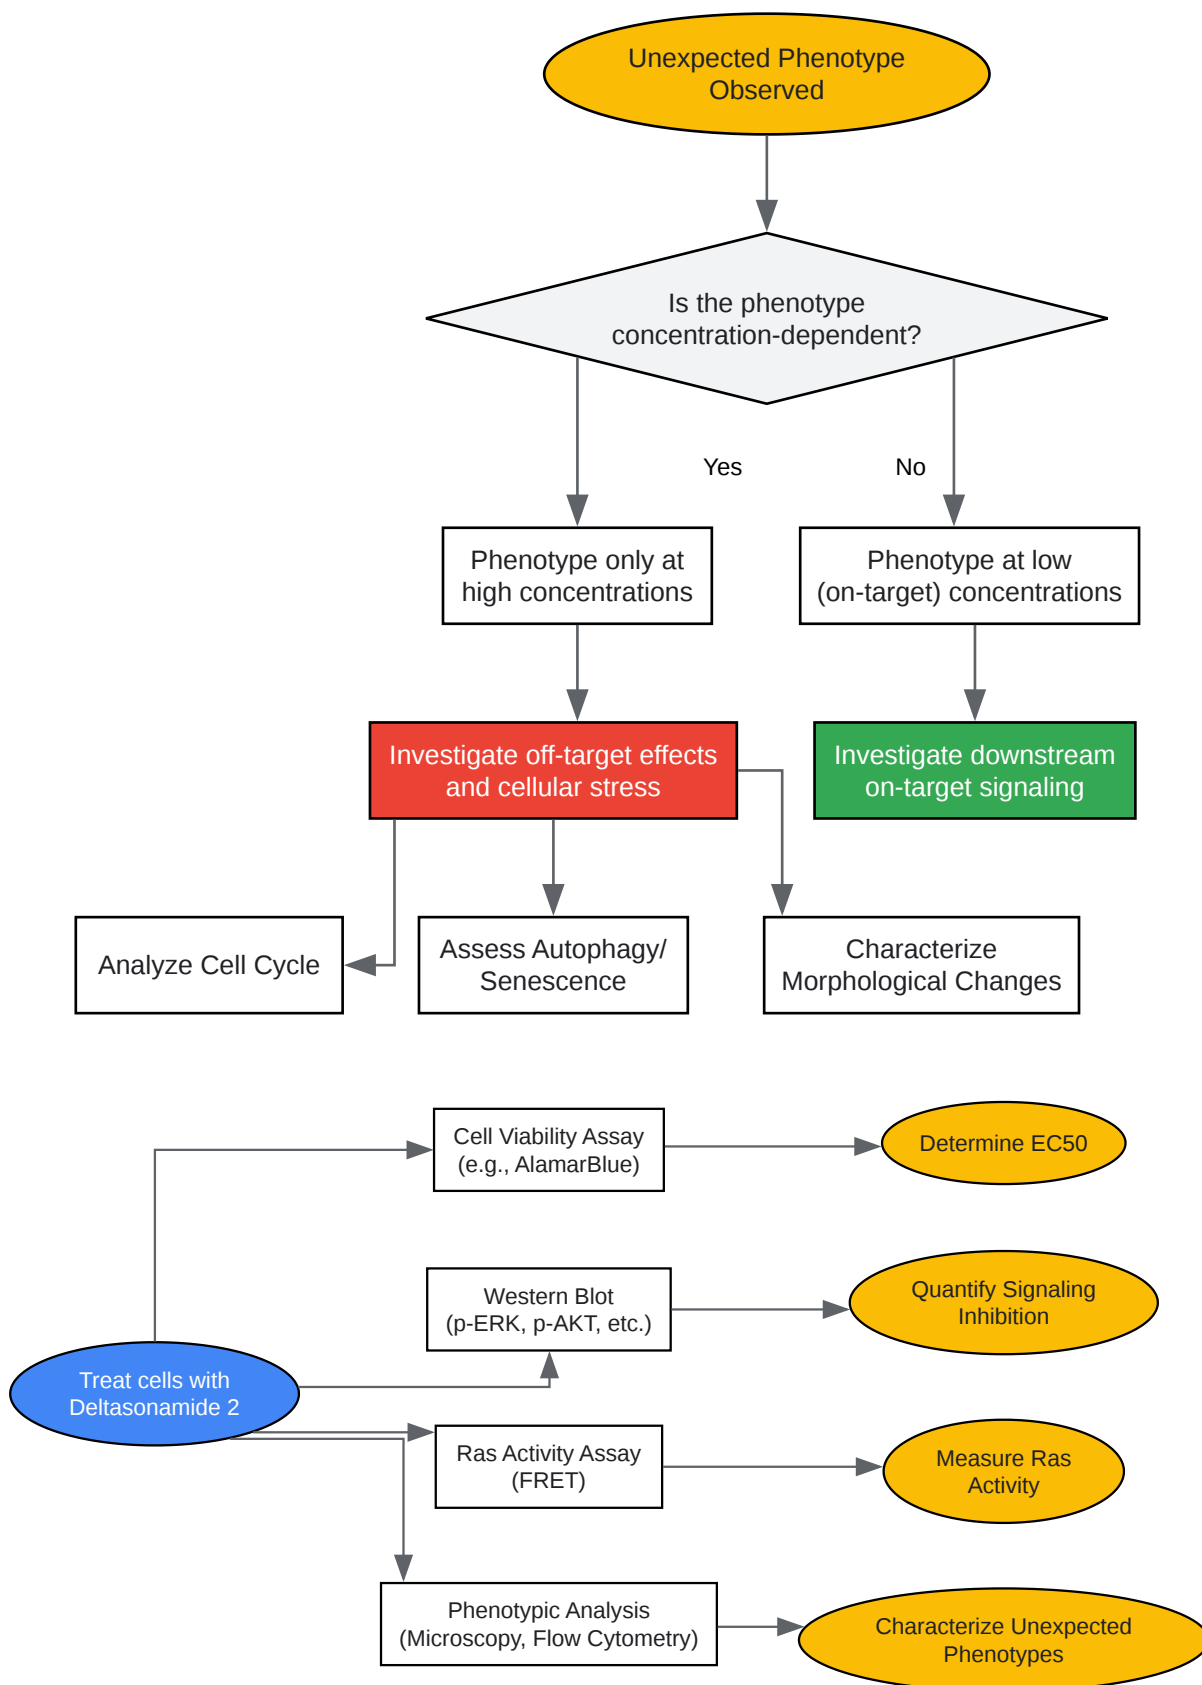 Unexpected Phenotype
Observed
Is the phenotype
concentration-dependent?
Yes
No
Phenotype only at
high concentrations
Phenotype at low
(on-target) concentrations
Investigate off-target effects
and cellular stress
Investigate downstream
on-target signaling
Analyze Cell Cycle
Assess Autophagy/
Senescence
Characterize
Morphological Changes
Cell Viability Assay
(e.g., AlamarBlue)
Determine EC50
Western Blot
(p-ERK, p-AKT, etc.)
Quantify Signaling
Inhibition
Treat cells with
Deltasonamide 2
Ras Activity Assay
(FRET)
Measure Ras
Activity
Phenotypic Analysis
(Microscopy, Flow Cytometry)
Characterize Unexpected
Phenotypes